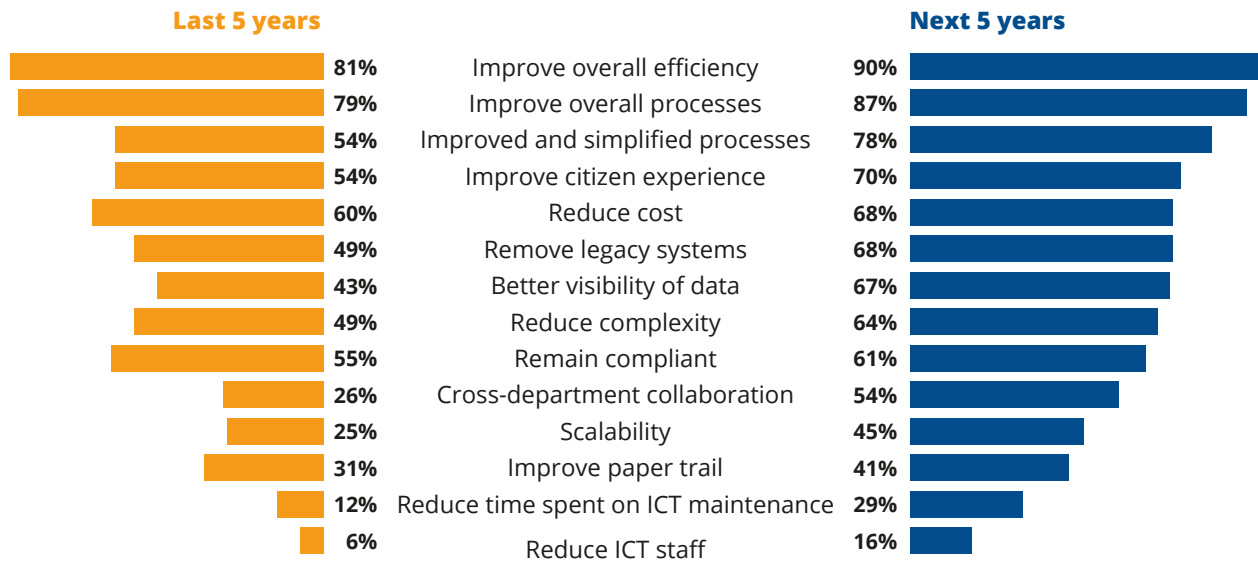 Last 5 years Next 5 years
81% Improve overall efficiency 90%
79% Improve overall processes 87%
54% Improved and simplified processes 78%
54% Improve citizen experience 70%
60% Reduce cost 68%
49% Remove legacy systems 68%
43% Better visibility of data 67%
49% Reduce complexity 64%
55% Remain compliant 61%
26% Cross-department collaboration 54%
25% Scalability 45%
31% Improve paper trail 41%
12% Reduce time spent on ICT maintenance 29%
6% Reduce ICT staff 16%